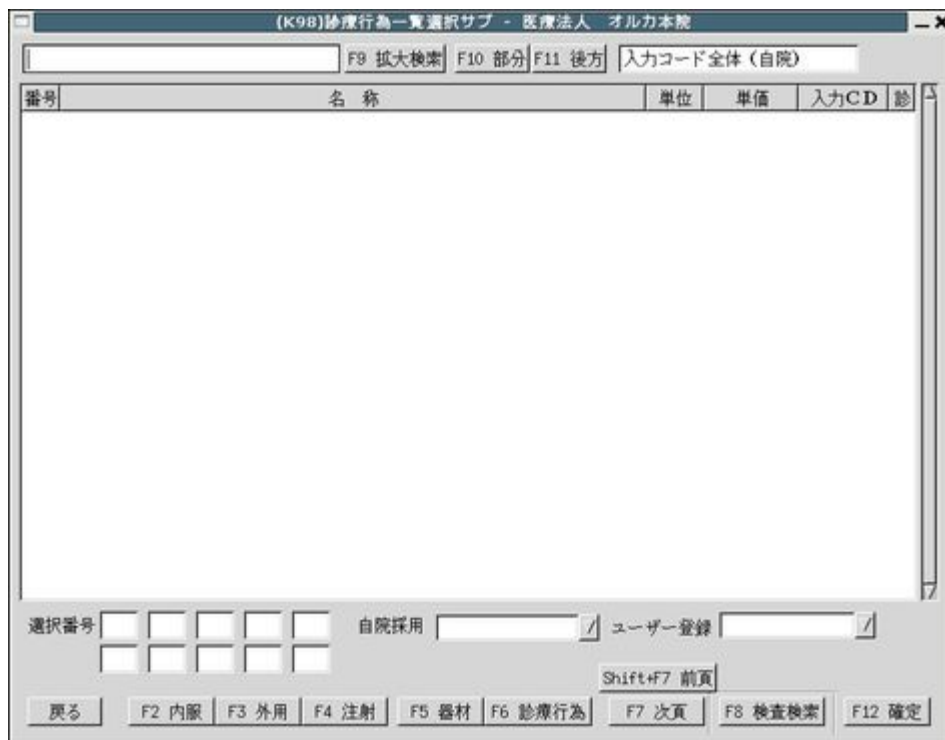 (K98)診療行為一覧選択サブ - 医療法人 オルカ本院
F9 拡大検索 F10 部分 F11 後方 入力コード全体(自院)
番号 名 称 単位 単価 入力CD 診
選択番号 自院採用 ユーザー登録
Shift+F7 前頁
戻る F2 内服 F3 外用 F4 注射 F5 器材 F6 診療行為 F7 次頁 F8 検査検索 F12 確定